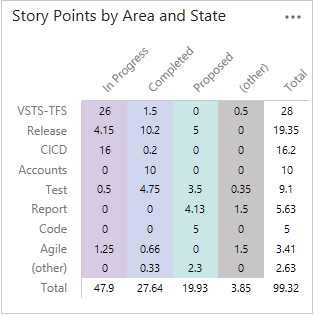 Story Points by Area and State ...
In Progress Completed Proposed (other) Total
VSTS-TFS 26 1.5 0 0.5 28
Release 4.15 10.2 5 0 19.35
CICD 16 0.2 0 0 16.2
Accounts 0 10 0 0 10
Test 0.5 4.75 3.5 0.35 9.1
Report 0 0 4.13 1.5 5.63
Code 0 0 5 0 5
Agile 1.25 0.66 0 1.5 3.41
(other) 0 0.33 2.3 0 2.63
Total 47.9 27.64 19.93 3.85 99.32